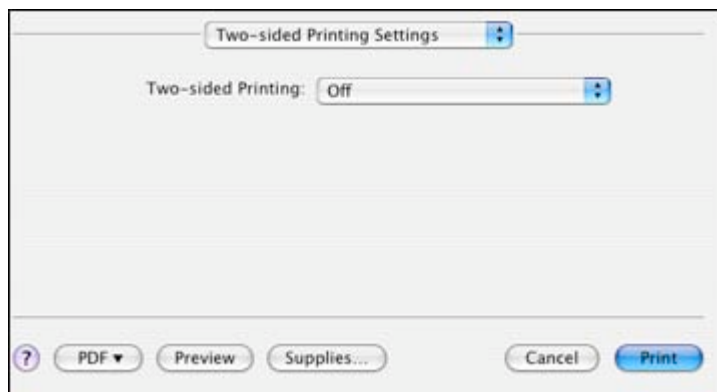 Two-sided Printing Settings
Two-sided Printing: Off
? PDF ▼ Preview Supplies... Cancel Print